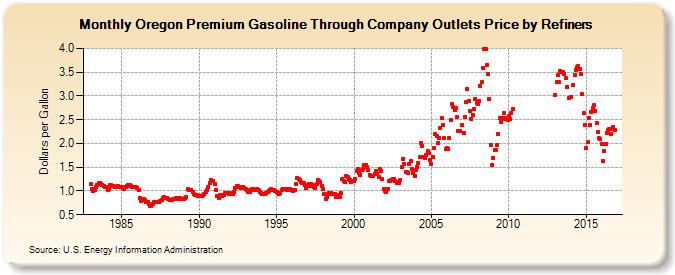 Monthly Oregon Premium Gasoline Through Company Outlets Price by Refiners
Dollars per Gallon
4.0
3.5
3.0
2.5
2.0
1.5
1.0
0.5
1985 1990 1995 2000 2005 2010 2015
Source: U.S. Energy Information Administration